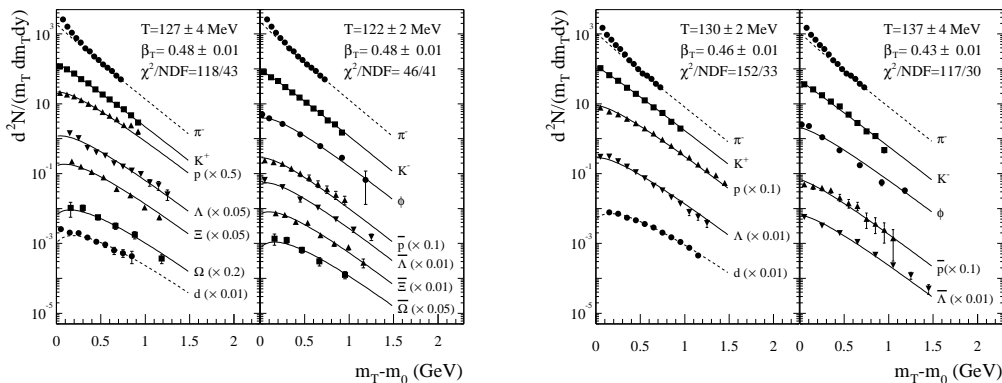 d²N/(m_T dm_T dy)
10³
10
10⁻¹
10⁻³
10⁻⁵
T=127 ± 4 MeV
β_T= 0.48 ± 0.01
χ²/NDF=118/43
π⁻
K⁺
p (× 0.5)
Λ (× 0.05)
Ξ (× 0.05)
Ω (× 0.2)
d (× 0.01)
0 0.5 1 1.5 2
T=122 ± 2 MeV
β_T= 0.48 ± 0.01
χ²/NDF= 46/41
π⁻
K⁻
ϕ
p̅ (× 0.1)
Λ̅ (× 0.01)
Ξ̅ (× 0.01)
Ω̅ (× 0.05)
0 0.5 1 1.5 2
m_T-m_0 (GeV)
d²N/(m_T dm_T dy)
10³
10
10⁻¹
10⁻³
10⁻⁵
T=130 ± 2 MeV
β_T= 0.46 ± 0.01
χ²/NDF=152/33
π⁻
K⁺
p (× 0.1)
Λ (× 0.01)
d (× 0.01)
0 0.5 1 1.5 2
T=137 ± 4 MeV
β_T= 0.43 ± 0.01
χ²/NDF=117/30
π⁻
K⁻
ϕ
p̅ (× 0.1)
Λ̅ (× 0.01)
0 0.5 1 1.5 2
m_T-m_0 (GeV)